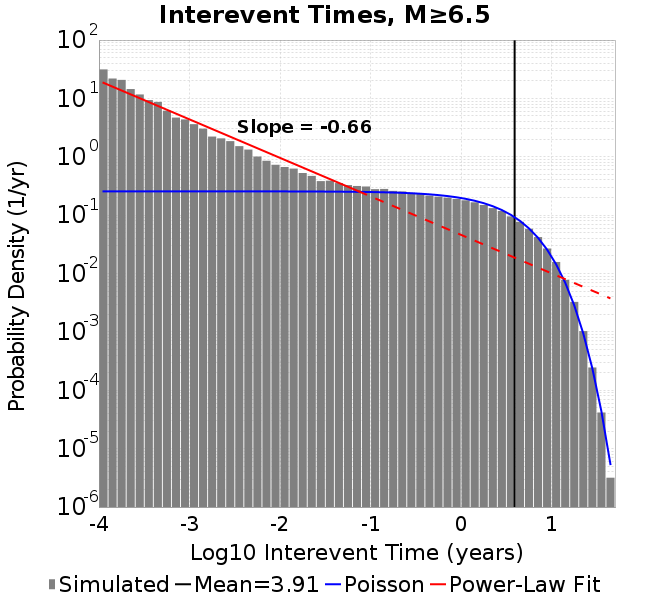 Interevent Times, M≥6.5
10^2
10^1
10^0
10^-1
10^-2
10^-3
10^-4
10^-5
10^-6
Probability Density (1/yr)
Slope = -0.66
-4 -3 -2 -1 0 1
Log10 Interevent Time (years)
Simulated Mean=3.91 Poisson Power-Law Fit